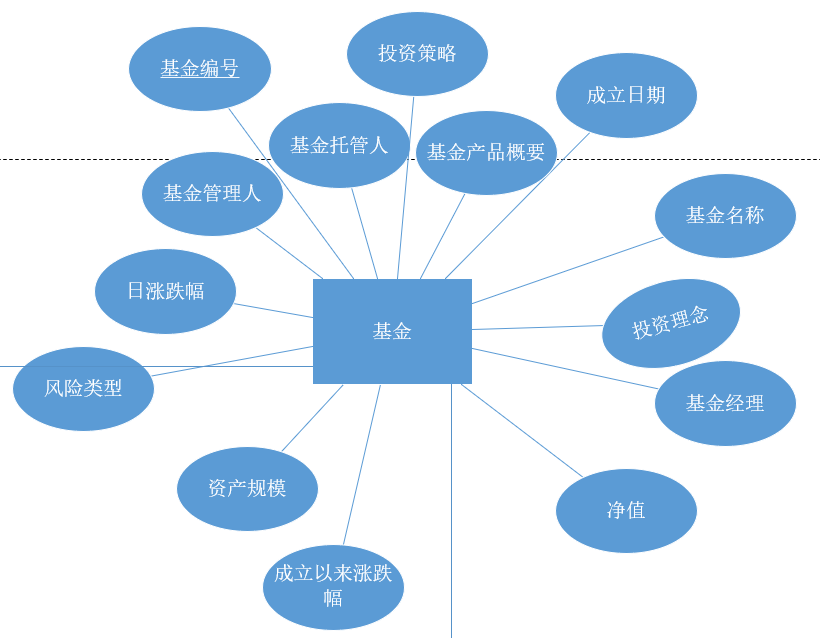 投资策略
基金编号
成立日期
基金托管人
基金产品概要
基金管理人
基金名称
日涨跌幅
投资理念
基金
风险类型
基金经理
资产规模
净值
成立以来涨跌
幅